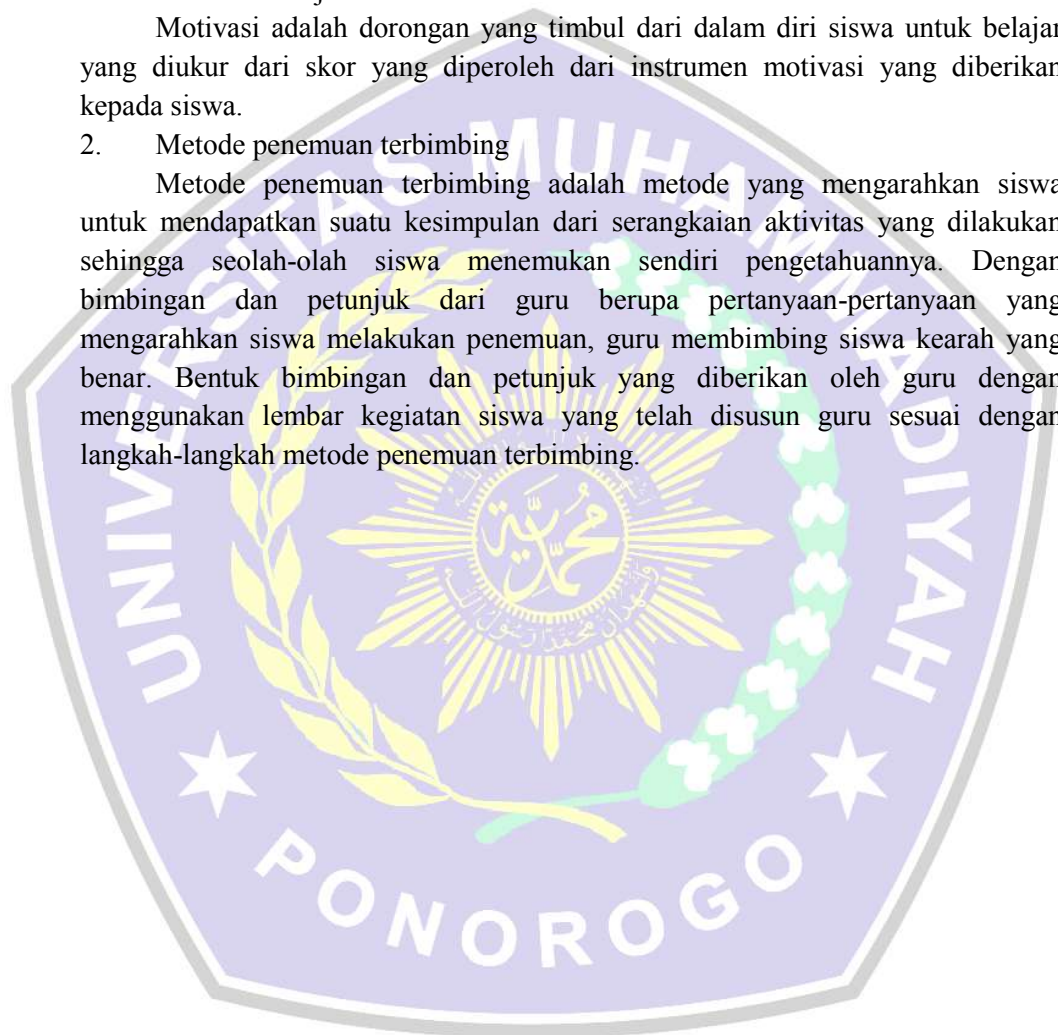 Motivasi adalah dorongan yang timbul dari dalam diri siswa untuk belajar
yang diukur dari skor yang diperoleh dari instrumen motivasi yang diberikan
kepada siswa.
2. Metode penemuan terbimbing
Metode penemuan terbimbing adalah metode yang mengarahkan siswa
untuk mendapatkan suatu kesimpulan dari serangkaian aktivitas yang dilakukan
sehingga seolah-olah siswa menemukan sendiri pengetahuannya. Dengan
bimbingan dan petunjuk dari guru berupa pertanyaan-pertanyaan yang
mengarahkan siswa melakukan penemuan, guru membimbing siswa kearah yang
benar. Bentuk bimbingan dan petunjuk yang diberikan oleh guru dengan
menggunakan lembar kegiatan siswa yang telah disusun guru sesuai dengan
langkah-langkah metode penemuan terbimbing.
UNIVERSITAS MUHAMMADIYAH
محمدية
PONOROGO